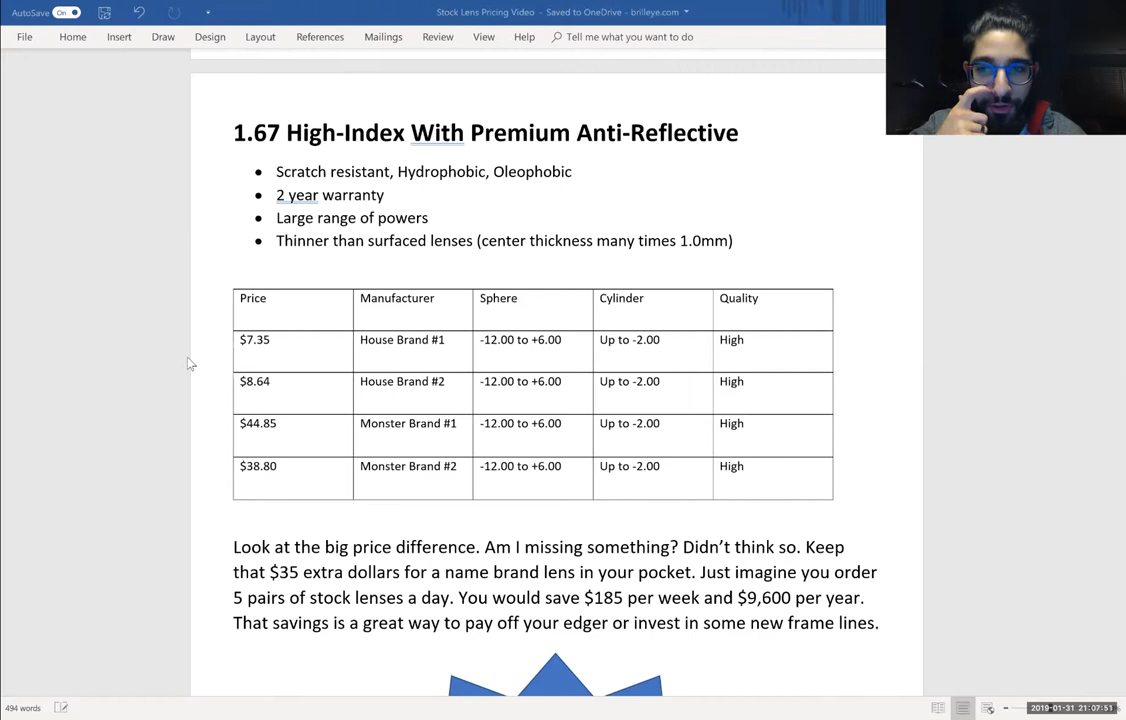 AutoSave On Stock Lens Pricing Video - Saved to OneDrive - brilleye.com
File Home Insert Draw Design Layout References Mailings Review View Help Tell me what you want to do
1.67 High-Index With Premium Anti-Reflective
• Scratch resistant, Hydrophobic, Oleophobic
• 2 year warranty
• Large range of powers
• Thinner than surfaced lenses (center thickness many times 1.0mm)
Price Manufacturer Sphere Cylinder Quality
$7.35 House Brand #1 -12.00 to +6.00 Up to -2.00 High
$8.64 House Brand #2 -12.00 to +6.00 Up to -2.00 High
$44.85 Monster Brand #1 -12.00 to +6.00 Up to -2.00 High
$38.80 Monster Brand #2 -12.00 to +6.00 Up to -2.00 High
Look at the big price difference. Am I missing something? Didn't think so. Keep
that $35 extra dollars for a name brand lens in your pocket. Just imagine you order
5 pairs of stock lenses a day. You would save $185 per week and $9,600 per year.
That savings is a great way to pay off your edger or invest in some new frame lines.
494 words 2019-01-31 21:07:51